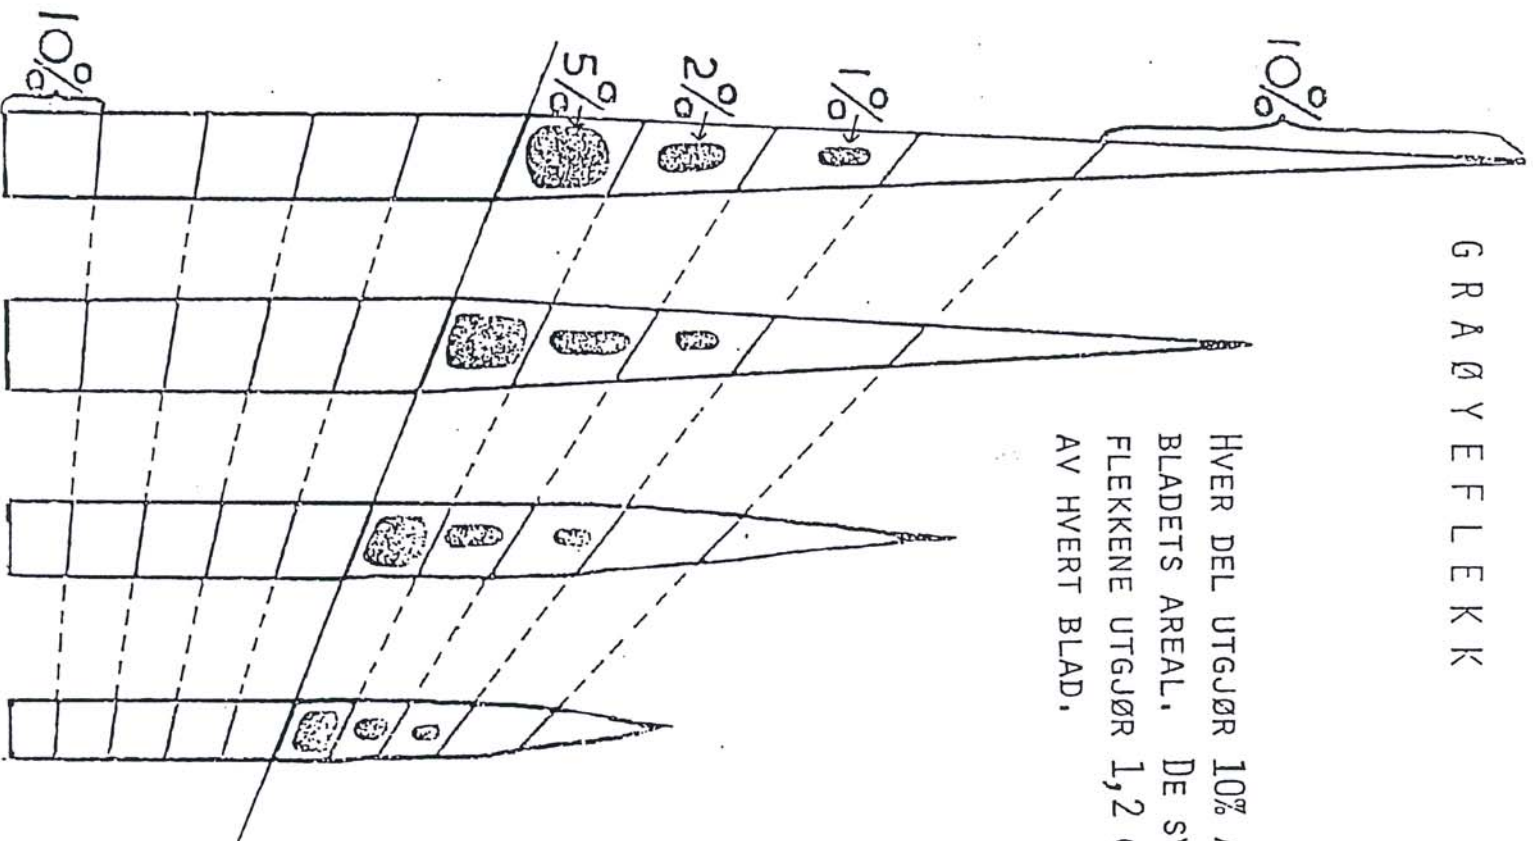 GRÅØYEFLEKK
HVER DEL UTGJØR 10%
BLADETS AREAL. DE
FLEKKENE UTGJØR 1,2
AV HVERT BLAD.
10%
1%
2%
5%
10%